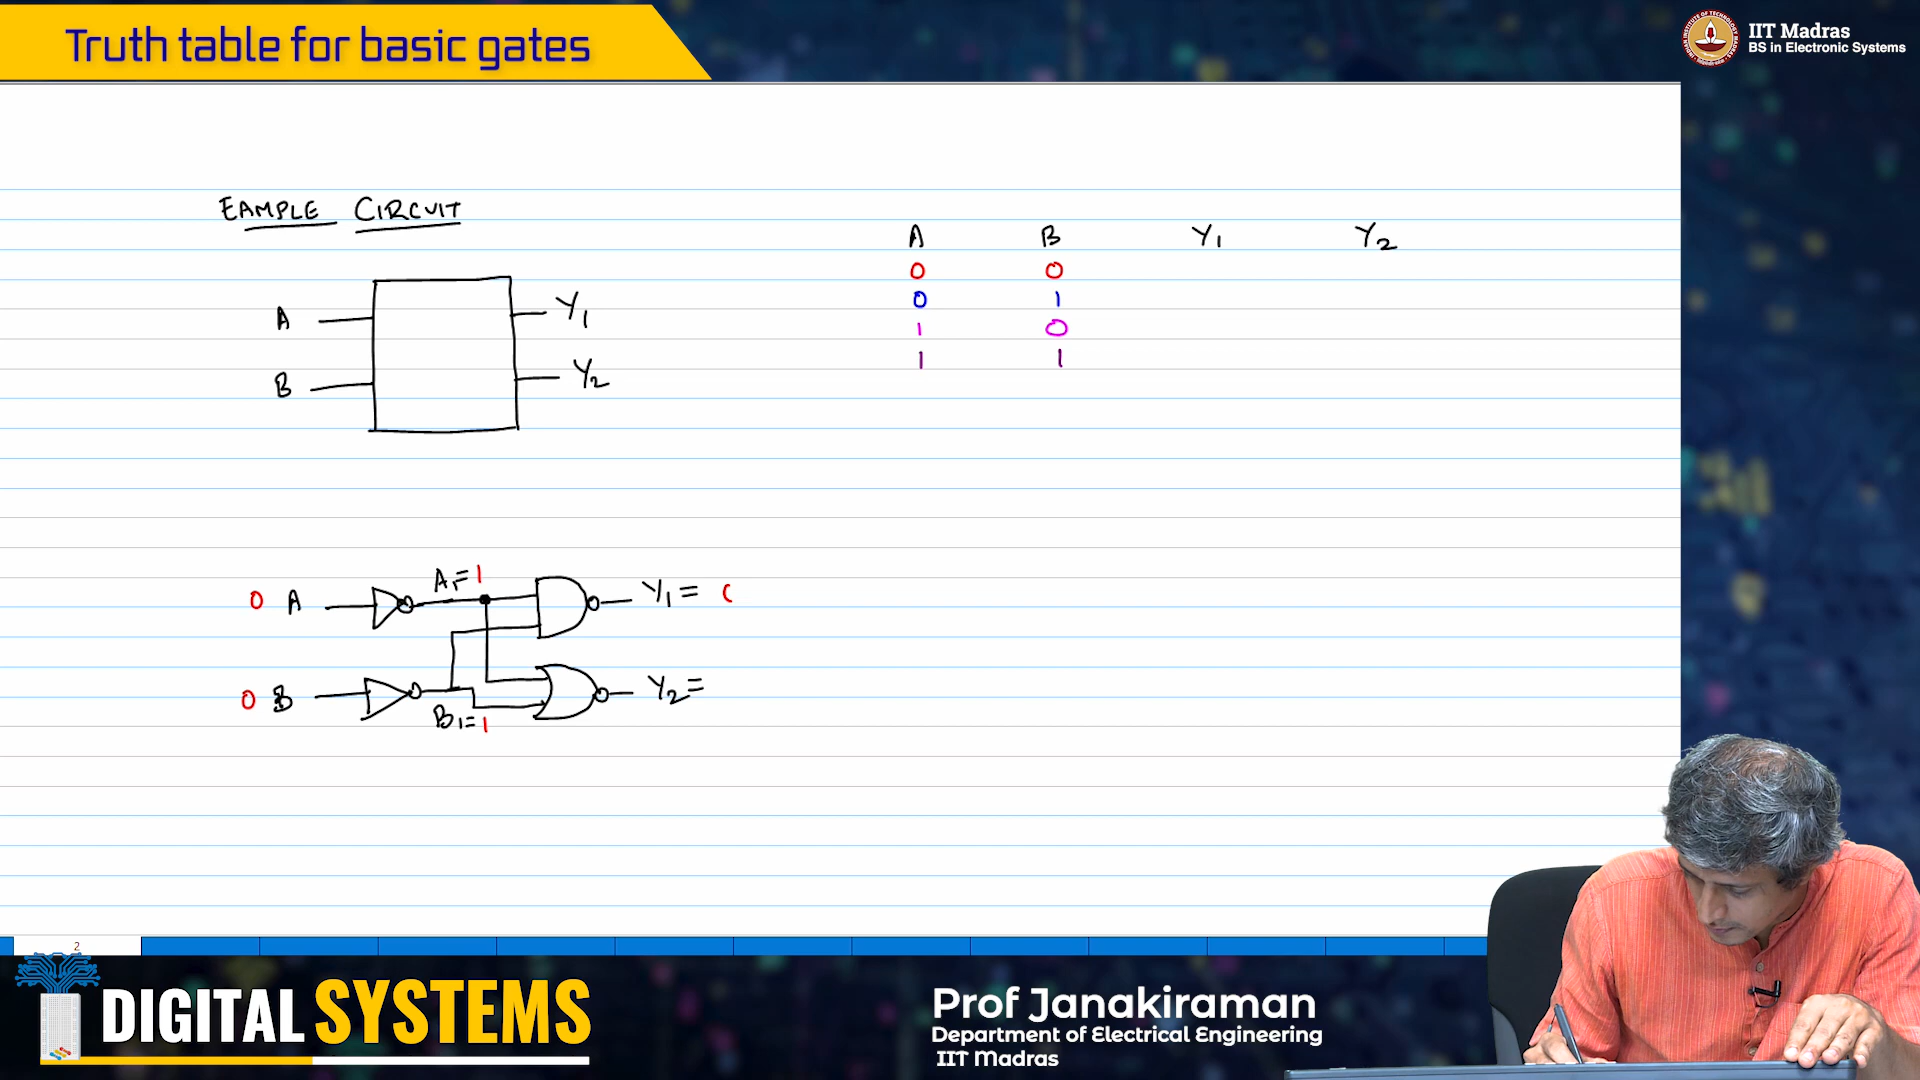 Truth table for basic gates
IIT Madras
BS in Electronic Systems
EAMPLE CIRCUIT
A B Y1 Y2
0 0
0 1
1 0
1 1
A Y1
B Y2
0 A A1=1 Y1= 0
0 B B1=1 Y2=
2
DIGITAL SYSTEMS
Prof Janakiraman
Department of Electrical Engineering
IIT Madras